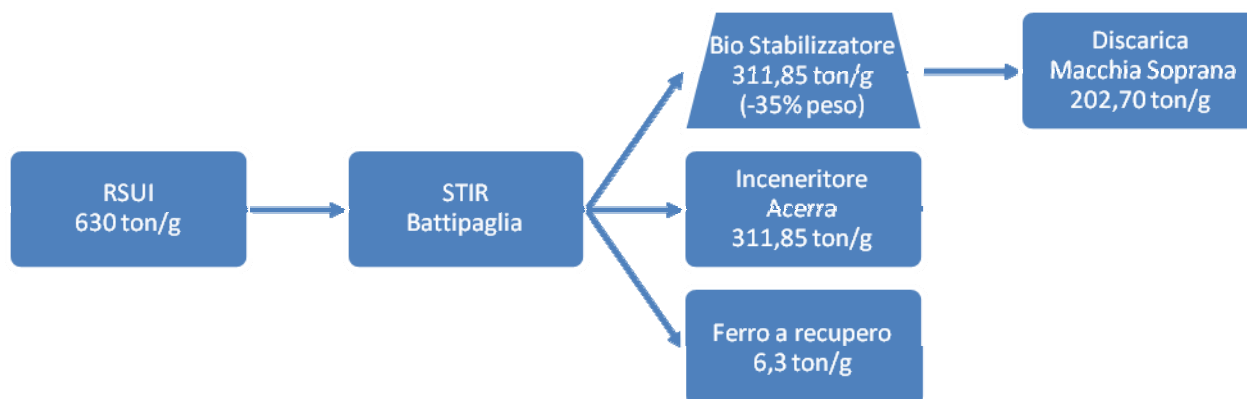 RSUI
630 ton/g
STIR
Battipaglia
Bio Stabilizzatore
311,85 ton/g
(-35% peso)
Discarica
Macchia Soprana
202,70 ton/g
Inceneritore
Acerra
311,85 ton/g
Ferro a recupero
6,3 ton/g